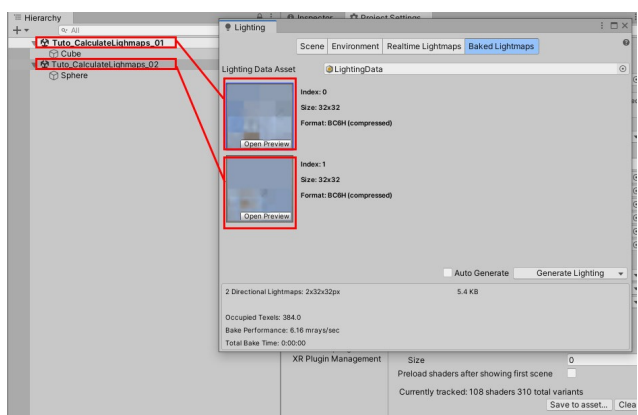 Hierarchy
Inspector
Project Settings
All
Lighting
Tuto_CalculateLighmaps_01
Cube
Tuto_CalculateLighmaps_02
Sphere
Scene
Environment
Realtime Lightmaps
Baked Lightmaps
Lighting Data Asset
LightingData
Index: 0
Size: 32x32
Format: BC6H (compressed)
Open Preview
Index: 1
Size: 32x32
Format: BC6H (compressed)
Open Preview
Auto Generate
Generate Lighting
2 Directional Lightmaps: 2x32x32px
5.4 KB
Occupied Texels: 384.0
Bake Performance: 6.16 mrays/sec
Total Bake Time: 0:00:00
XR Plugin Management
Size
0
Preload shaders after showing first scene
Currently tracked: 108 shaders 310 total variants
Save to asset...
Clea